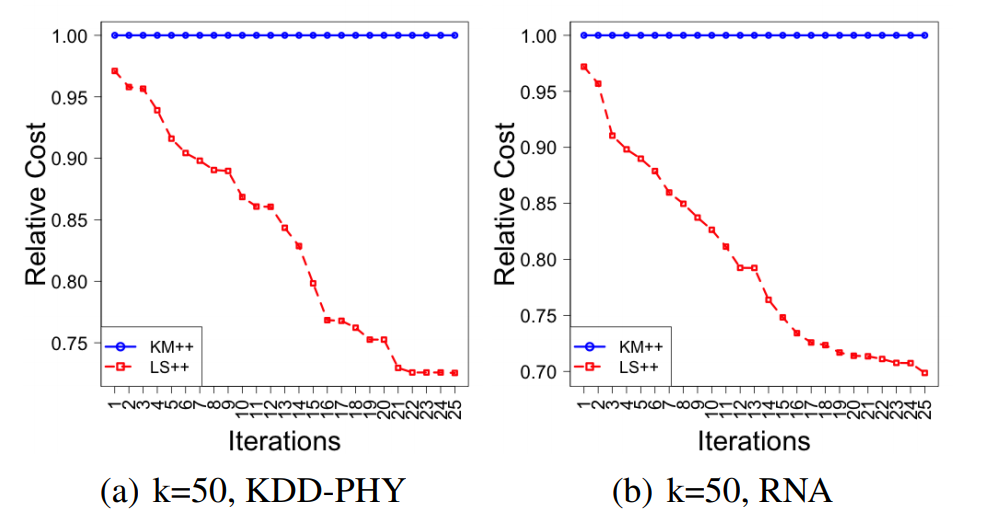 1.00
0.95
0.90
0.85
0.80
0.75
Relative Cost
KM++
LS++
1 2 3 4 5 6 7 8 9 10 11 12 13 14 15 16 17 18 19 20 21 22 23 24 25
Iterations
(a) k=50, KDD-PHY
1.00
0.95
0.90
0.85
0.80
0.75
0.70
Relative Cost
KM++
LS++
1 2 3 4 5 6 7 8 9 10 11 12 13 14 15 16 17 18 19 20 21 22 23 24 25
Iterations
(b) k=50, RNA